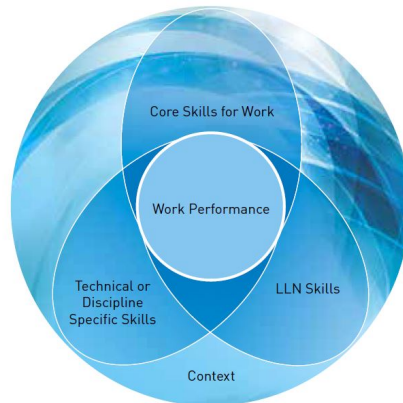 Core Skills for Work
Work Performance
Technical or
Discipline
Specific Skills
LLN Skills
Context